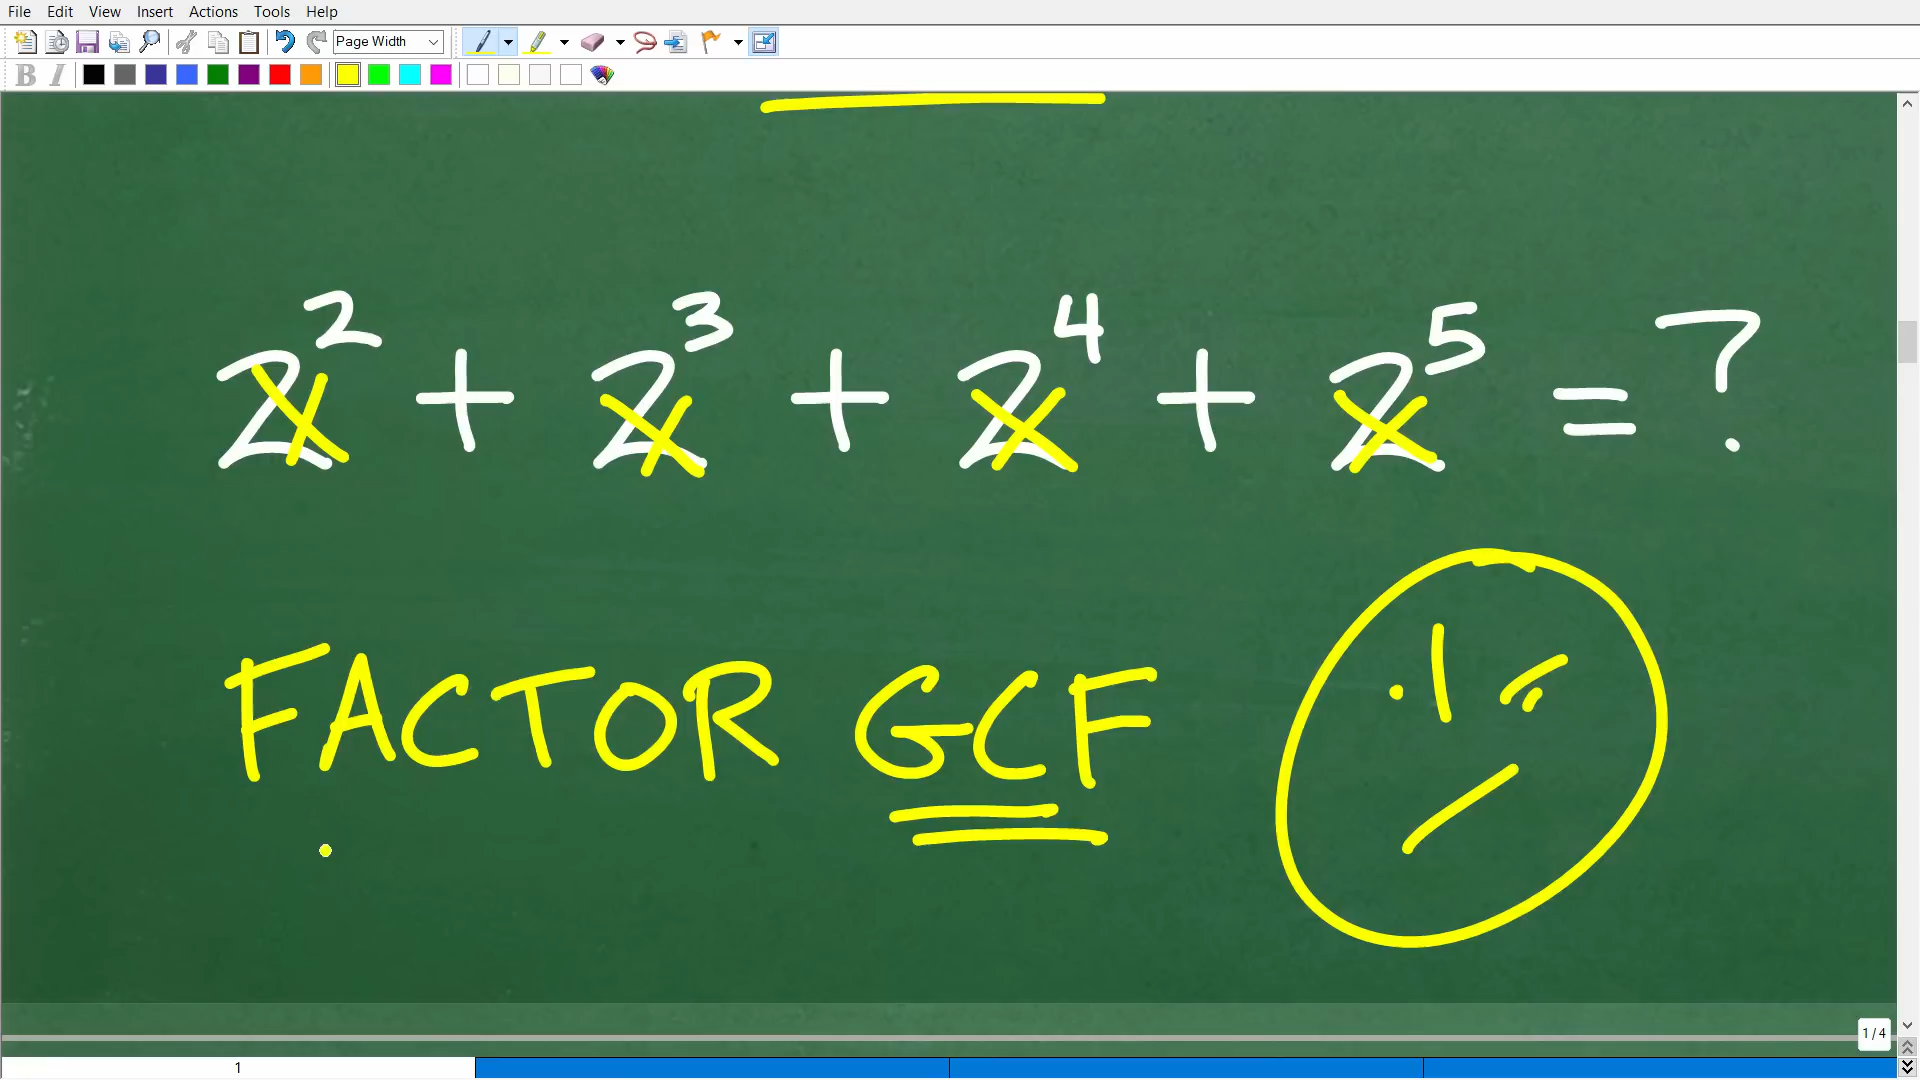 File Edit View Insert Actions Tools Help
Page Width
B I
2² + 2³ + 2⁴ + 2⁵ = ?
x x x x
FACTOR GCF
1 / 4
1